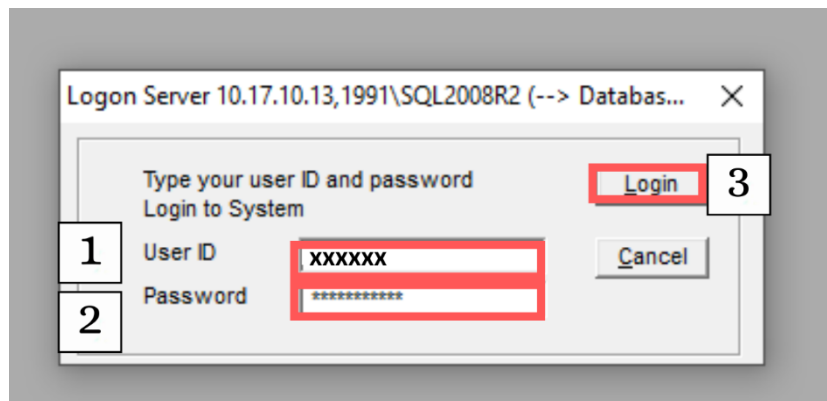 Logon Server 10.17.10.13,1991\SQL2008R2 (--> Databas...
Type your user ID and password
Login to System
Login
3
1
User ID
xxxxxx
Cancel
2
Password
***********